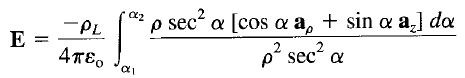 E = −ρ_L / 4πε₀ ∫_{α₁}^{α₂} ρ sec² α [cos α a_ρ + sin α a_z] dα / ρ² sec² α